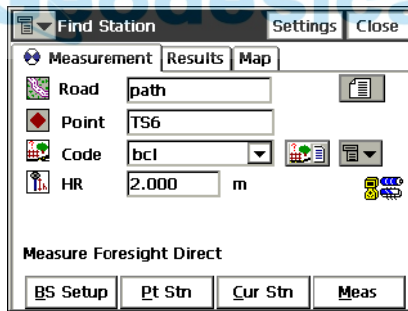 Find Station Settings Close
Measurement Results Map
Road path
Point TS6
Code bcl
HR 2.000 m
Measure Foresight Direct
BS Setup Pt Stn Cur Stn Meas